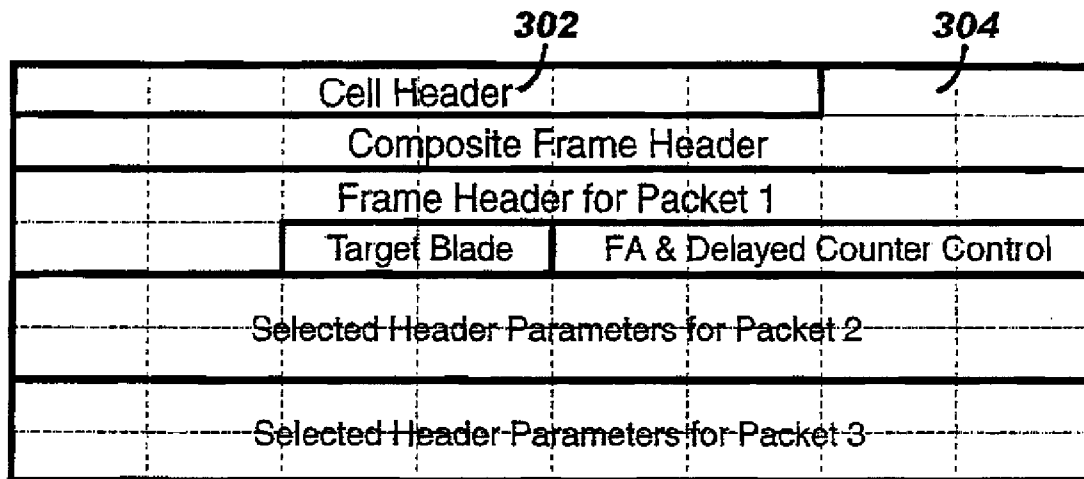 302 304
Cell Header
Composite Frame Header
Frame Header for Packet 1
Target Blade FA & Delayed Counter Control
Selected Header Parameters for Packet 2
Selected Header Parameters for Packet 3